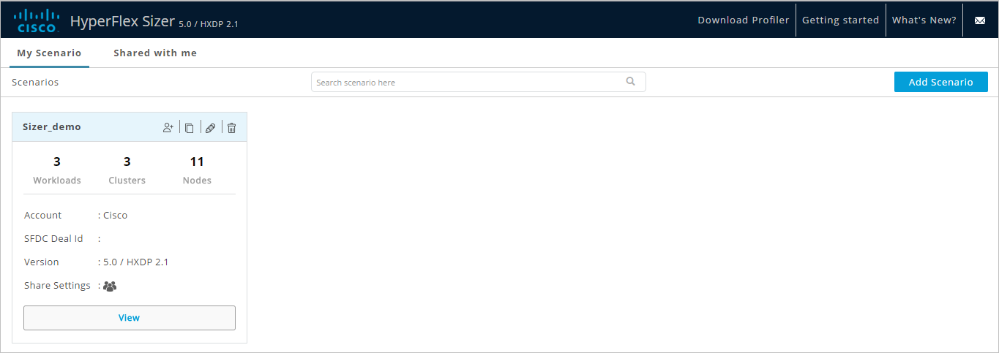 CISCO HyperFlex Sizer 5.0 / HXDP 2.1 Download Profiler Getting started What's New?
My Scenario Shared with me
Scenarios Search scenario here Add Scenario
Sizer_demo
3 3 11
Workloads Clusters Nodes
Account : Cisco
SFDC Deal Id :
Version : 5.0 / HXDP 2.1
Share Settings :
View